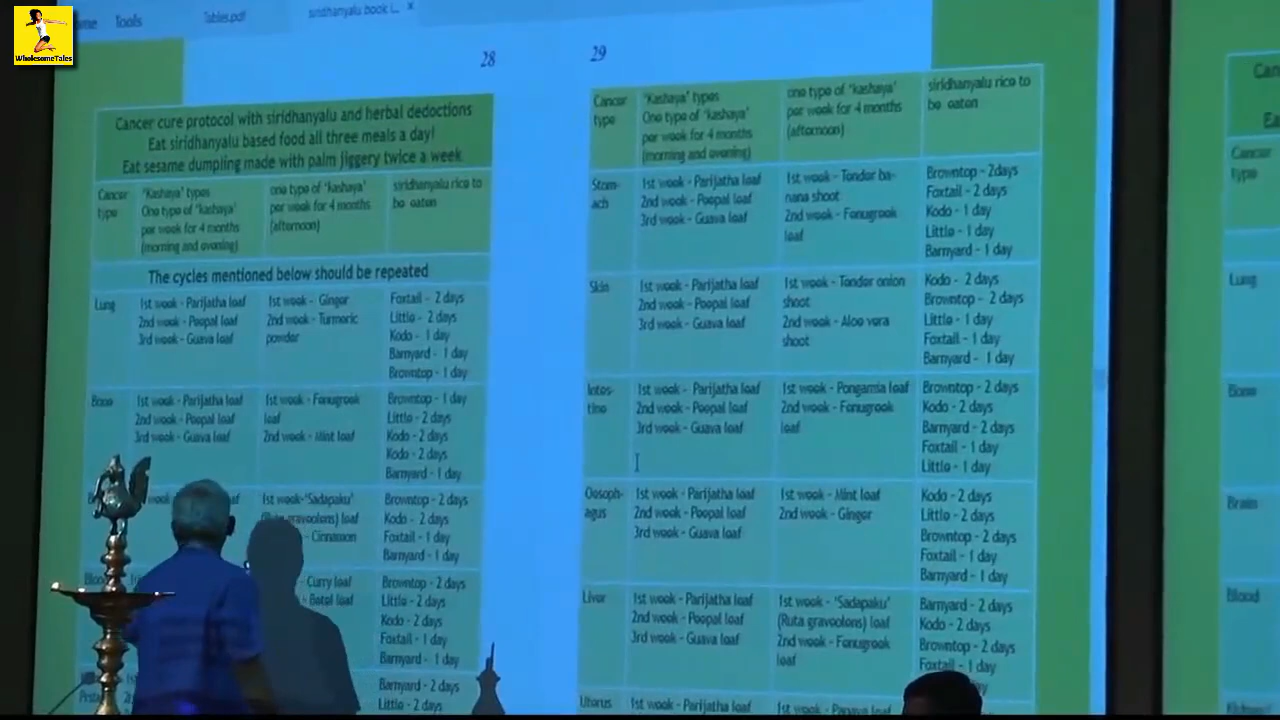 WholesomeTales
Tools
Tables.pdf
siridhanyalu book
28
Cancer cure protocol with siridhanyalu and herbal dedoctions
Eat siridhanyalu based food all three meals a day!
Eat sesame dumpling made with palm jiggery twice a week
Cancer type
'Kashaya' types
One type of 'kashaya'
per week for 4 months
(morning and evening)
one type of 'kashaya'
per week for 4 months
(afternoon)
siridhanyalu rice to
be eaten
The cycles mentioned below should be repeated
Lung
1st week - Parijatha leaf
2nd week - Peepal leaf
3rd week - Guava leaf
1st week - Ginger
2nd week - Turmeric
powder
Foxtail - 2 days
Little - 2 days
Kodo - 1 day
Barnyard - 1 day
Browntop - 1 day
Bone
1st week - Parijatha leaf
2nd week - Peepal leaf
3rd week - Guava leaf
1st week - Fenugreek
leaf
2nd week - Mint leaf
Browntop - 1 day
Little - 2 days
Kodo - 2 days
Kodo - 2 days
Barnyard - 1 day
1st week-'Sadapaku'
(Ruta graveolens) leaf
- Cinnamon
Browntop - 2 days
Kodo - 2 days
Foxtail - 1 day
Barnyard - 1 day
- Curry leaf
- Betel leaf
Browntop - 2 days
Little - 2 days
Kodo - 2 days
Foxtail - 1 day
Barnyard - 1 day
Barnyard - 2 days
Little - 2 days
29
Cancer
type
'Kashaya' types
One type of 'kashaya'
per week for 4 months
(morning and evening)
one type of 'kashaya'
per week for 4 months
(afternoon)
siridhanyalu rice to
be eaten
Stom-
ach
1st week - Parijatha leaf
2nd week - Peepal leaf
3rd week - Guava leaf
1st week - Tender ba-
nana shoot
2nd week - Fenugreek
leaf
Browntop - 2days
Foxtail - 2 days
Kodo - 1 day
Little - 1 day
Barnyard - 1 day
Skin
1st week - Parijatha leaf
2nd week - Peepal leaf
3rd week - Guava leaf
1st week - Tender onion
shoot
2nd week - Aloe vera
shoot
Kodo - 2 days
Browntop - 2 days
Little - 1 day
Foxtail - 1 day
Barnyard - 1 day
Intes-
tine
1st week - Parijatha leaf
2nd week - Peepal leaf
3rd week - Guava leaf
1st week - Pongamia leaf
2nd week - Fenugreek
leaf
Browntop - 2 days
Kodo - 2 days
Barnyard - 2 days
Foxtail - 1 day
Little - 1 day
Oesoph-
agus
1st week - Parijatha leaf
2nd week - Peepal leaf
3rd week - Guava leaf
1st week - Mint leaf
2nd week - Ginger
Kodo - 2 days
Little - 2 days
Browntop - 2 days
Foxtail - 1 day
Barnyard - 1 day
Liver
1st week - Parijatha leaf
2nd week - Peepal leaf
3rd week - Guava leaf
1st week - 'Sadapaku'
(Ruta graveolens) leaf
2nd week - Fenugreek
leaf
Barnyard - 2 days
Kodo - 2 days
Browntop - 2 days
Foxtail - 1 day
Uterus
1st week - Parijatha leaf
1st week - Papaya leaf
Cancer
type
Lung
Bone
Brain
Blood